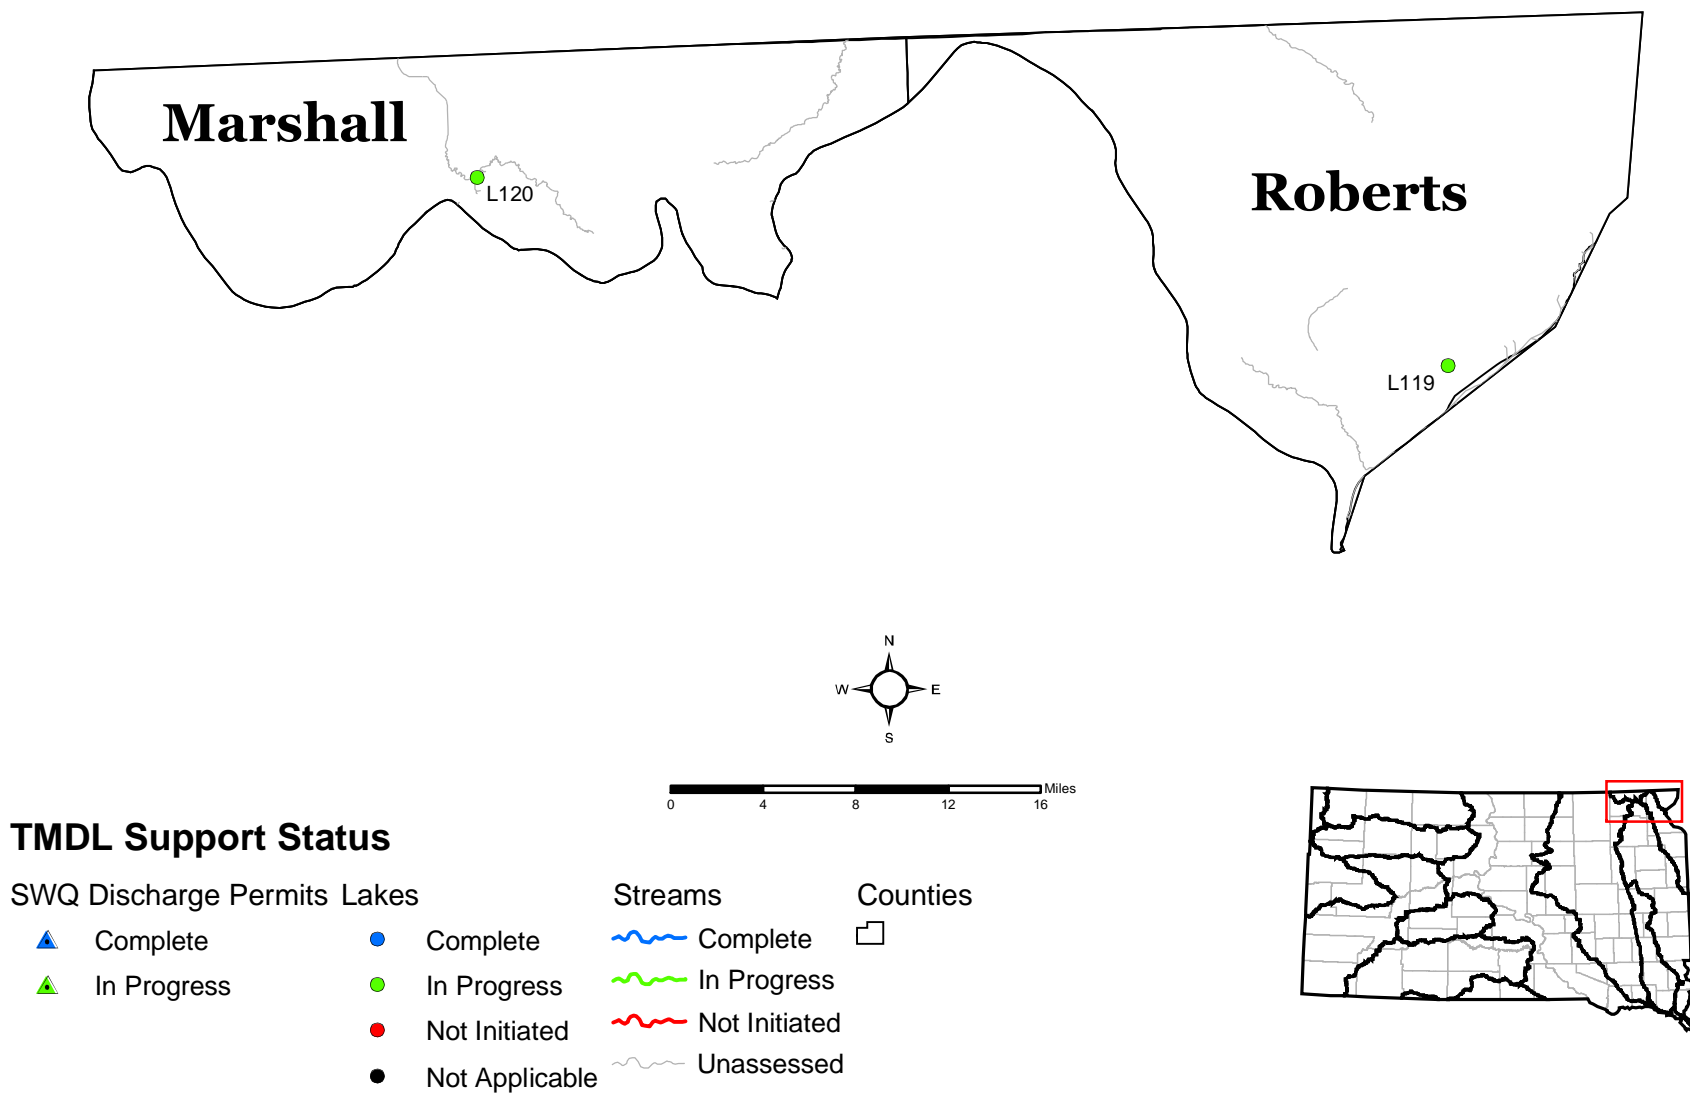 Marshall
Roberts
L120
L119
N
W E
S
Miles
0 4 8 12 16
TMDL Support Status
SWQ Discharge Permits Lakes Streams Counties
Complete Complete Complete
In Progress In Progress In Progress
Not Initiated Not Initiated
Not Applicable Unassessed